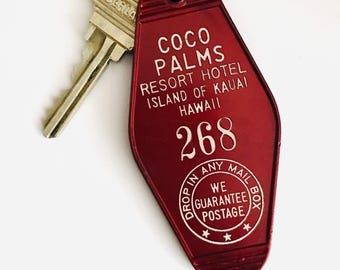 COCO
PALMS
RESORT HOTEL
ISLAND OF KAUAI
HAWAII
268
DROP IN ANY MAIL BOX
WE
GUARANTEE
POSTAGE